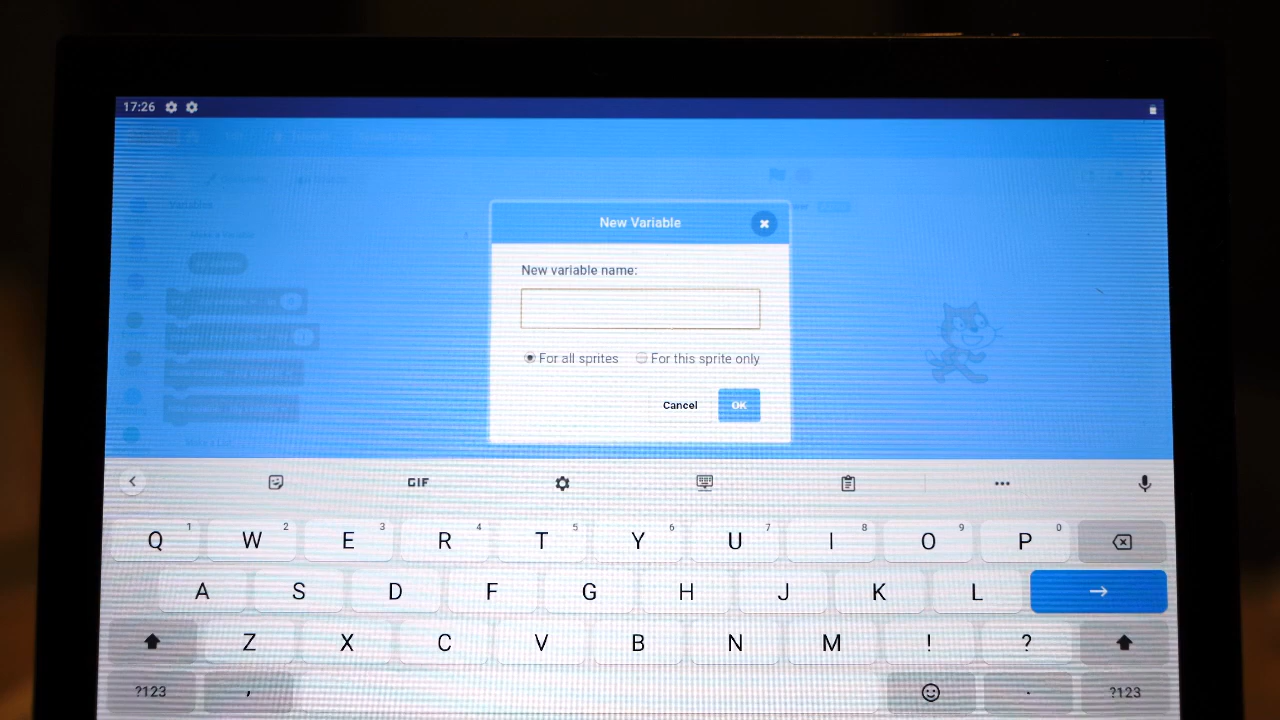 17:26
New Variable
New variable name:
For all sprites For this sprite only
Cancel OK
GIF
Q 1 W 2 E 3 R 4 T 5 Y 6 U 7 I 8 O 9 P 0
A S D F G H J K L
Z X C V B N M ! ?
?123 , . ?123